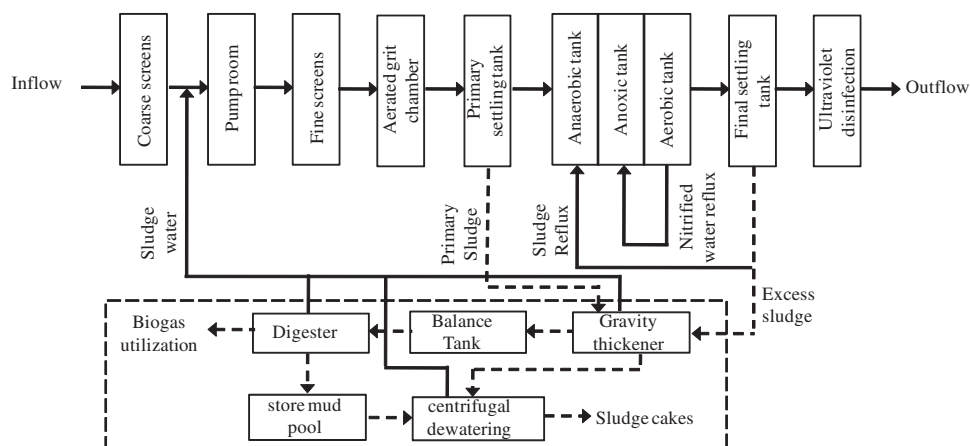 Inflow
Coarse screens
Pump room
Fine screens
Aerated grit
chamber
Primary
settling tank
Anaerobic tank
Anoxic tank
Aerobic tank
Final settling
tank
Ultraviolet
disinfection
Outflow
Sludge
water
Primary
Sludge
Sludge
Reflux
Nitrified
water reflux
Excess
sludge
Biogas
utilization
Digester
Balance
Tank
Gravity
thickener
store mud
pool
centrifugal
dewatering
Sludge cakes